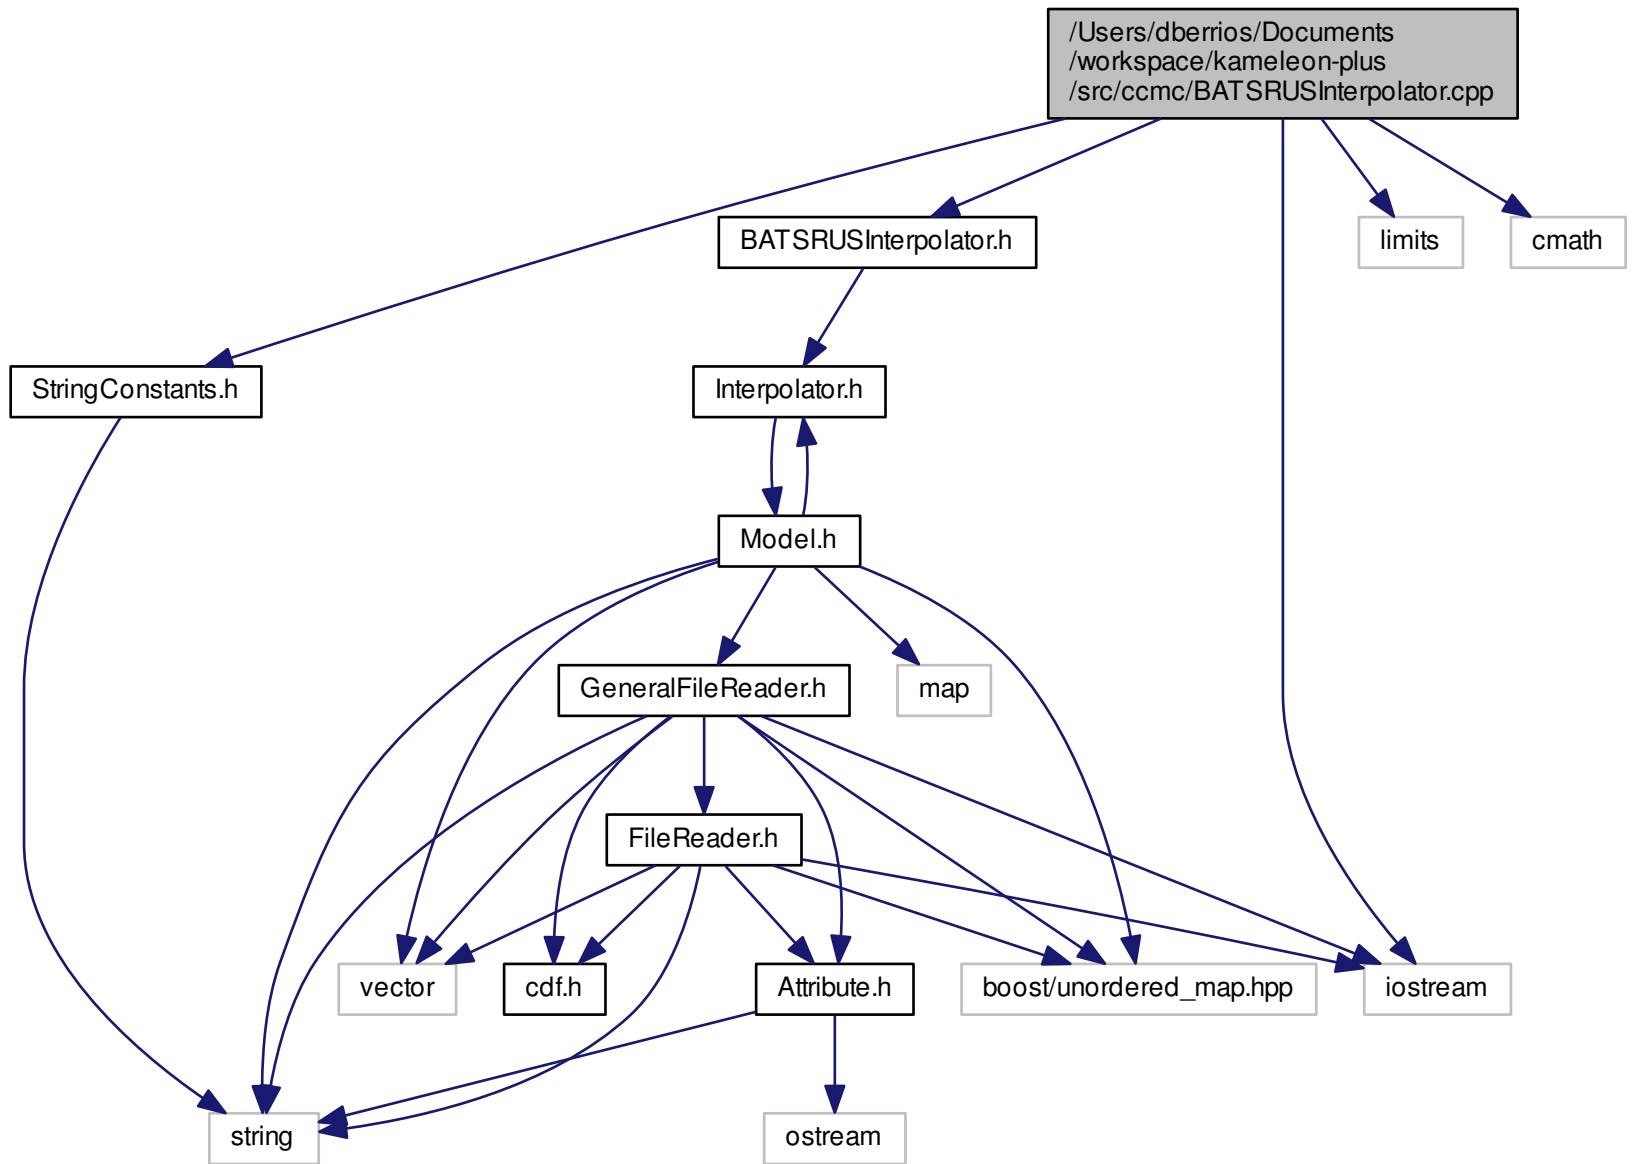 /Users/dberrios/Documents
/workspace/kameleon-plus
/src/ccmc/BATSRUSInterpolator.cpp
BATSRUSInterpolator.h
limits
cmath
StringConstants.h
Interpolator.h
Model.h
GeneralFileReader.h
map
FileReader.h
vector
cdf.h
Attribute.h
boost/unordered_map.hpp
iostream
string
ostream